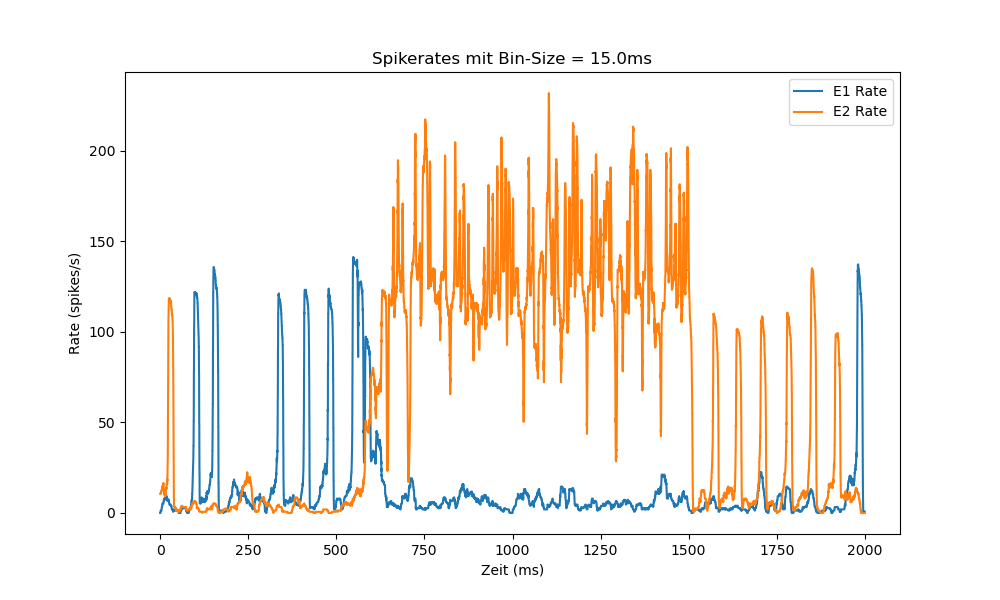 Spikerates mit Bin-Size = 15.0ms
E1 Rate
E2 Rate
Rate (spikes/s)
200
150
100
50
0
0 250 500 750 1000 1250 1500 1750 2000
Zeit (ms)